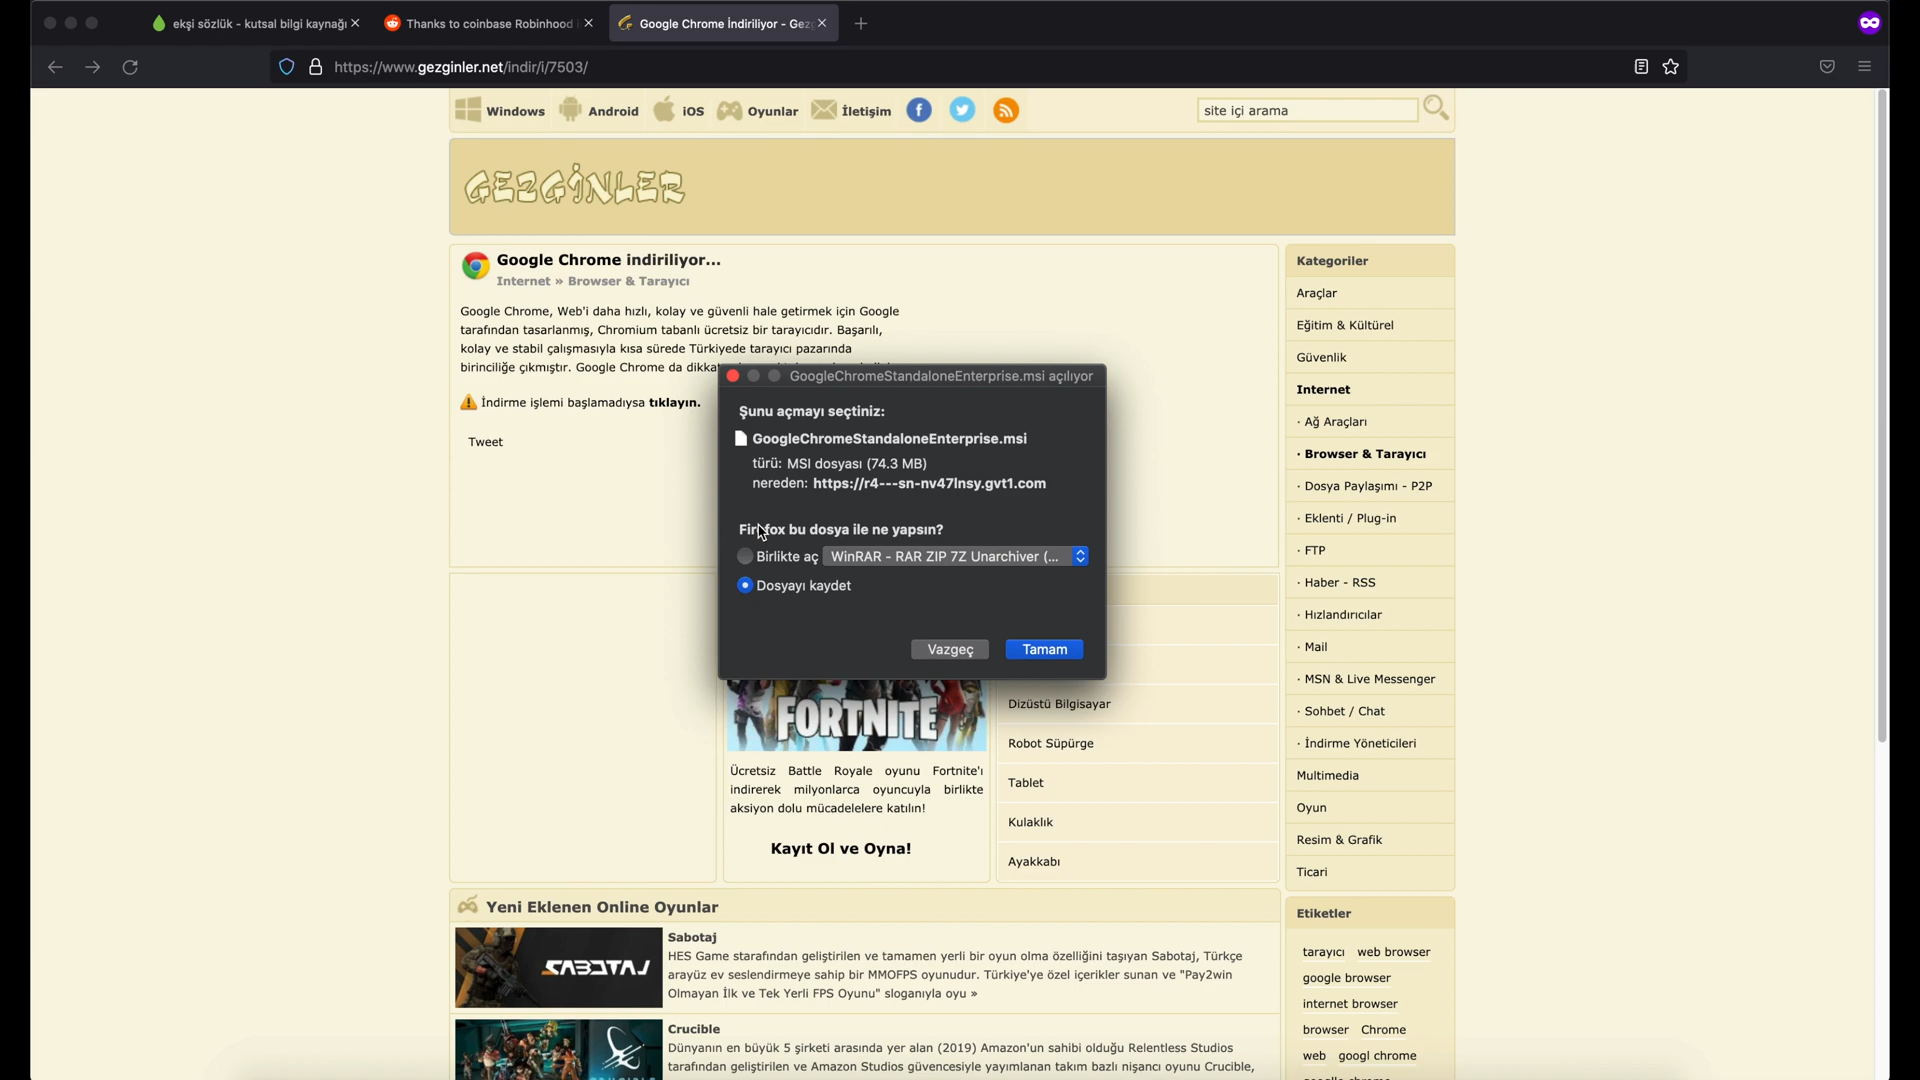 ekşi sözlük - kutsal bilgi kaynağı
Thanks to coinbase Robinhood
Google Chrome İndiriliyor - Gez
https://www.gezginler.net/indir/i/7503/
Windows
Android
iOS
Oyunlar
İletişim
site içi arama
GEZGİNLER
Google Chrome indiriliyor...
Internet » Browser & Tarayıcı
Google Chrome, Web'i daha hızlı, kolay ve güvenli hale getirmek için Google
tarafından tasarlanmış, Chromium tabanlı ücretsiz bir tarayıcıdır. Başarılı,
kolay ve stabil çalışmasıyla kısa sürede Türkiyede tarayıcı pazarında
birinciliğe çıkmıştır. Google Chrome da dikkat
İndirme işlemi başlamadıysa tıklayın.
Tweet
GoogleChromeStandaloneEnterprise.msi açılıyor
Şunu açmayı seçtiniz:
GoogleChromeStandaloneEnterprise.msi
türü: MSI dosyası (74.3 MB)
nereden: https://r4---sn-nv47lnsy.gvt1.com
Firefox bu dosya ile ne yapsın?
Birlikte aç
WinRAR - RAR ZIP 7Z Unarchiver (...
Dosyayı kaydet
Vazgeç
Tamam
FORTNITE
Ücretsiz Battle Royale oyunu Fortnite'ı
indirerek milyonlarca oyuncuyla birlikte
aksiyon dolu mücadelelere katılın!
Kayıt Ol ve Oyna!
Dizüstü Bilgisayar
Robot Süpürge
Tablet
Kulaklık
Ayakkabı
Yeni Eklenen Online Oyunlar
SABOTAJ
Sabotaj
HES Game starafından geliştirilen ve tamamen yerli bir oyun olma özelliğini taşıyan Sabotaj, Türkçe
arayüz ev seslendirmeye sahip bir MMOFPS oyunudur. Türkiye'ye özel içerikler sunan ve "Pay2win
Olmayan İlk ve Tek Yerli FPS Oyunu" sloganıyla oyu »
Crucible
Dünyanın en büyük 5 şirketi arasında yer alan (2019) Amazon'un sahibi olduğu Relentless Studios
tarafından geliştirilen ve Amazon Studios güvencesiyle yayımlanan takım bazlı nişancı oyunu Crucible,
Kategoriler
Araçlar
Eğitim & Kültürel
Güvenlik
Internet
· Ağ Araçları
· Browser & Tarayıcı
· Dosya Paylaşımı - P2P
· Eklenti / Plug-in
· FTP
· Haber - RSS
· Hızlandırıcılar
· Mail
· MSN & Live Messenger
· Sohbet / Chat
· İndirme Yöneticileri
Multimedia
Oyun
Resim & Grafik
Ticari
Etiketler
tarayıcı web browser
google browser
internet browser
browser Chrome
web googl chrome